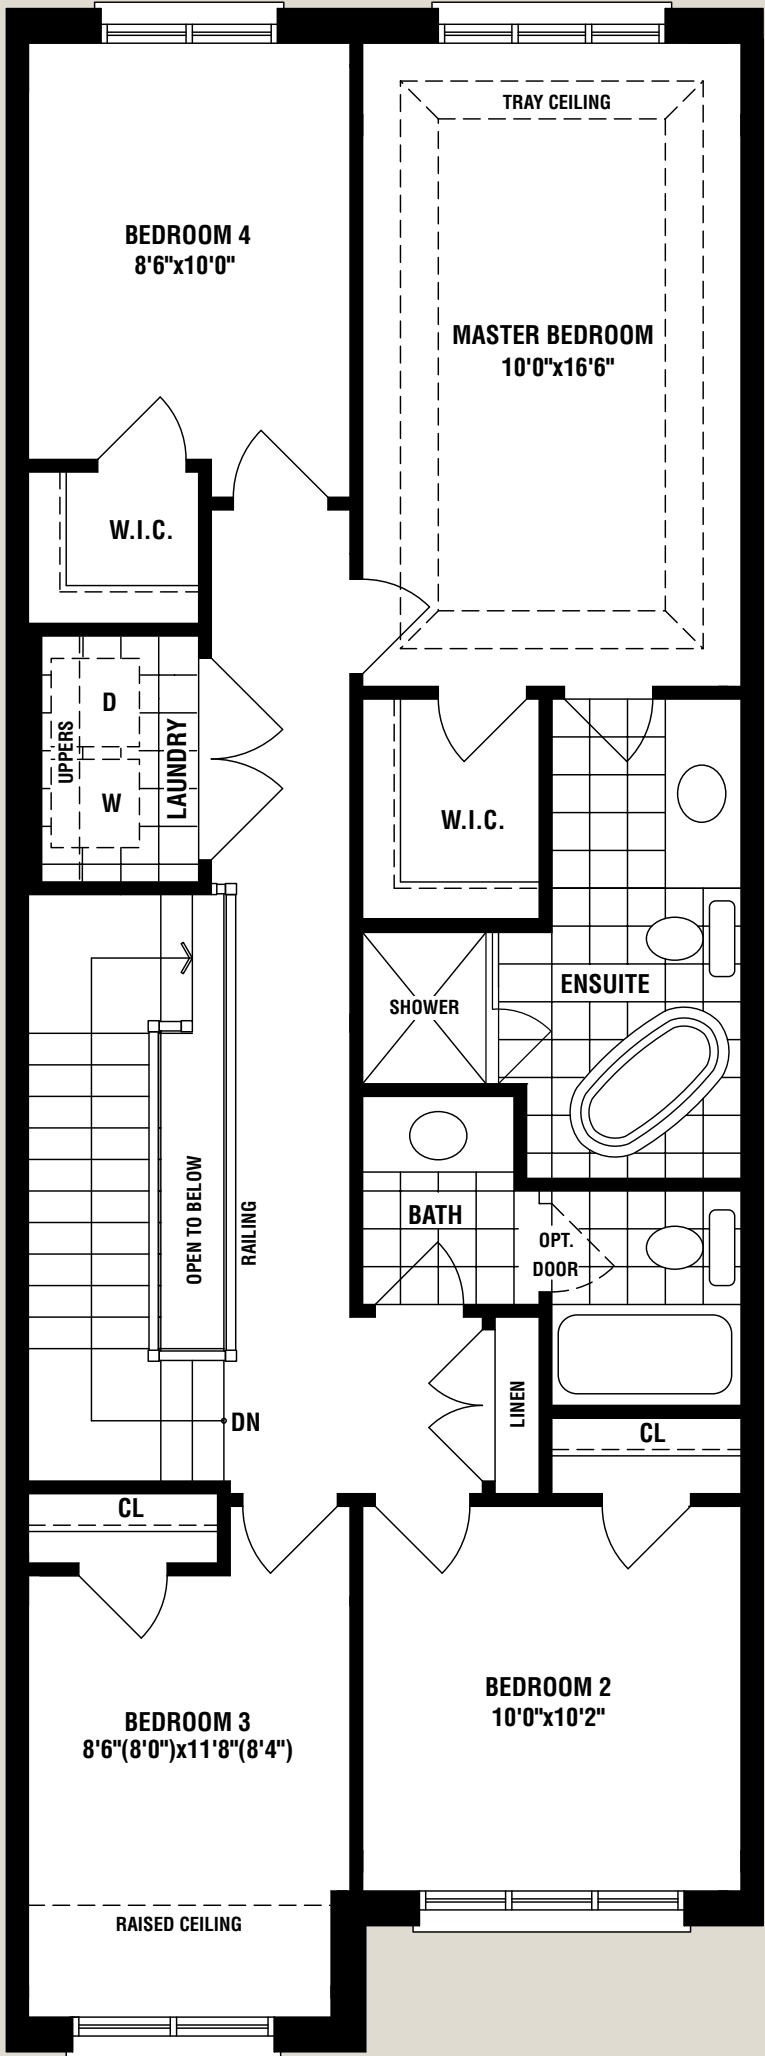 TRAY CEILING
BEDROOM 4
8'6"x10'0"
MASTER BEDROOM
10'0"x16'6"
W.I.C.
D
UPPERS
LAUNDRY
W
W.I.C.
ENSUITE
SHOWER
OPEN TO BELOW
RAILING
BATH
OPT.
DOOR
LINEN
DN
CL
CL
BEDROOM 2
10'0"x10'2"
BEDROOM 3
8'6"(8'0")x11'8"(8'4")
RAISED CEILING